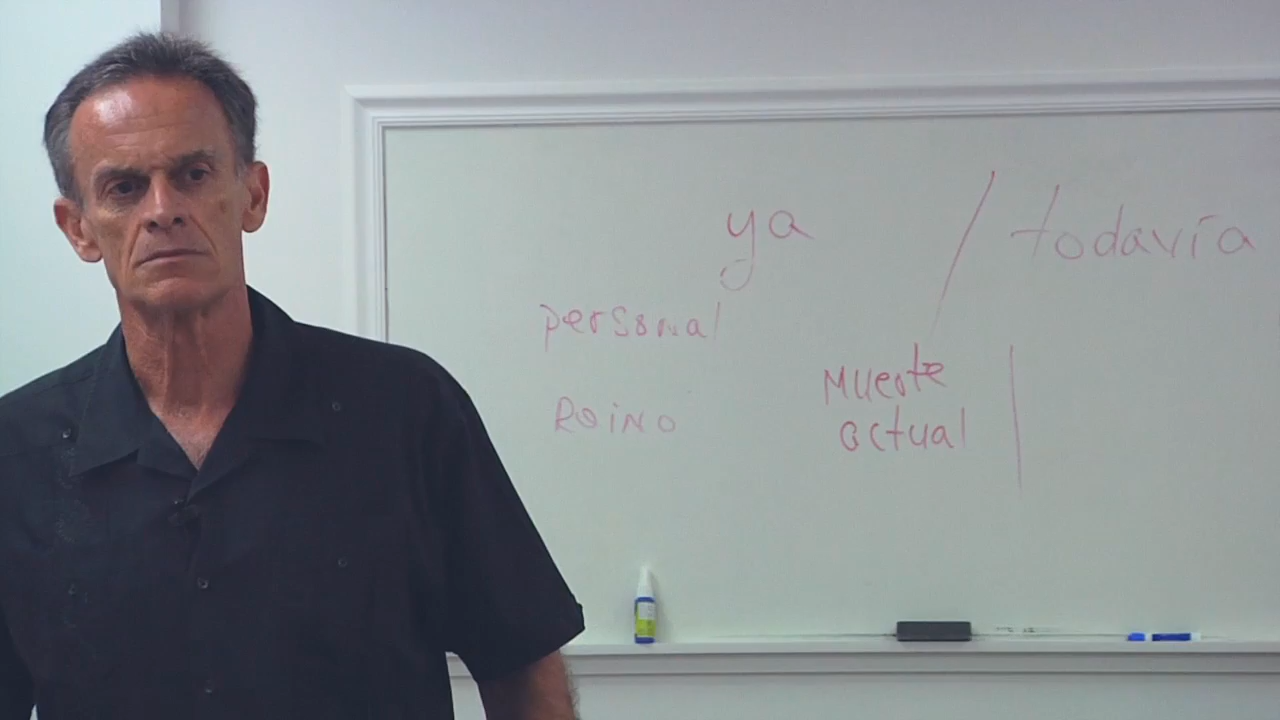 ya / todavía
personal
Reino
Muerte
actual